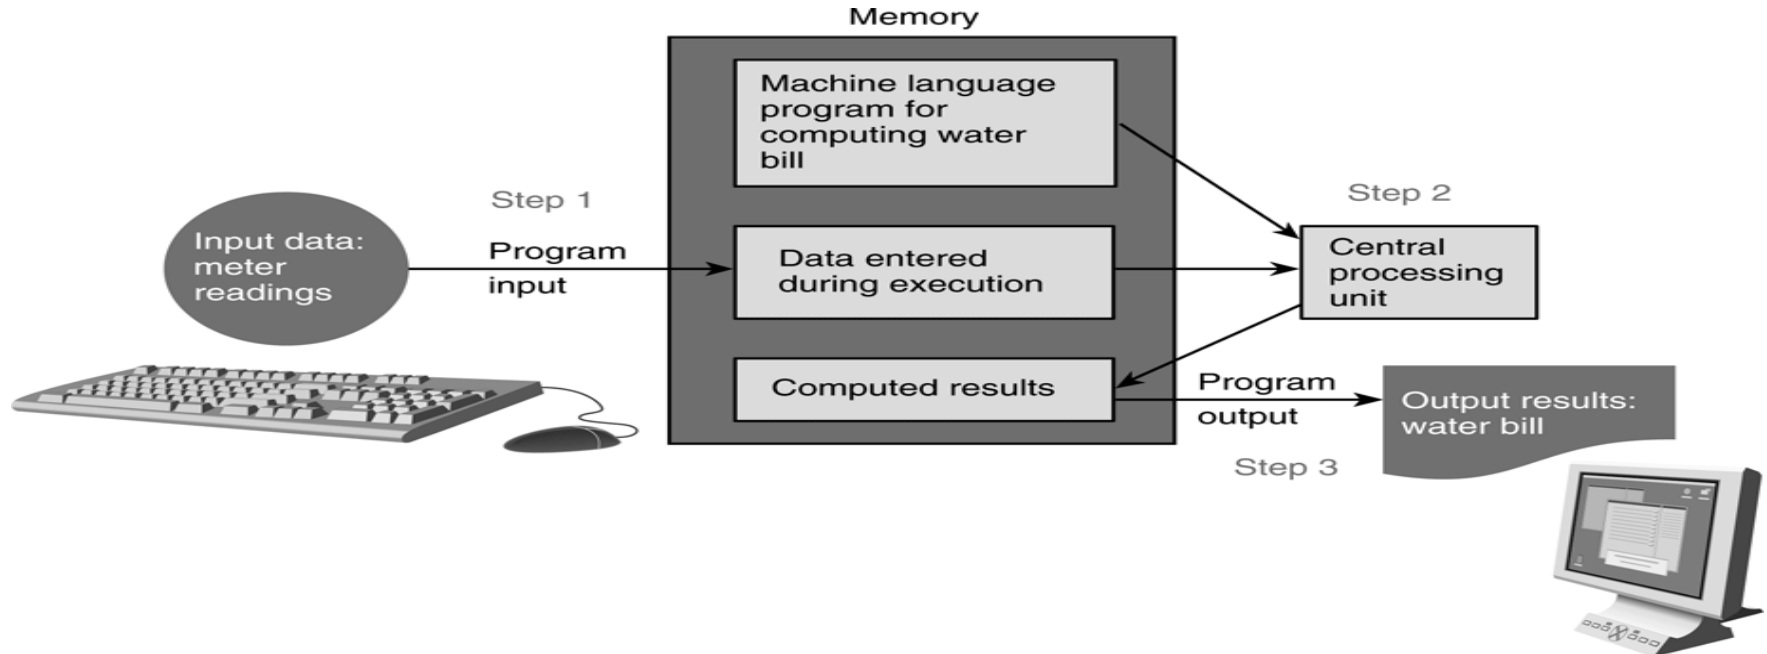 Memory
Machine language
program for
computing water
bill
Step 1
Step 2
Input data:
meter
readings
Program
input
Data entered
during execution
Central
processing
unit
Computed results
Program
output
Output results:
water bill
Step 3